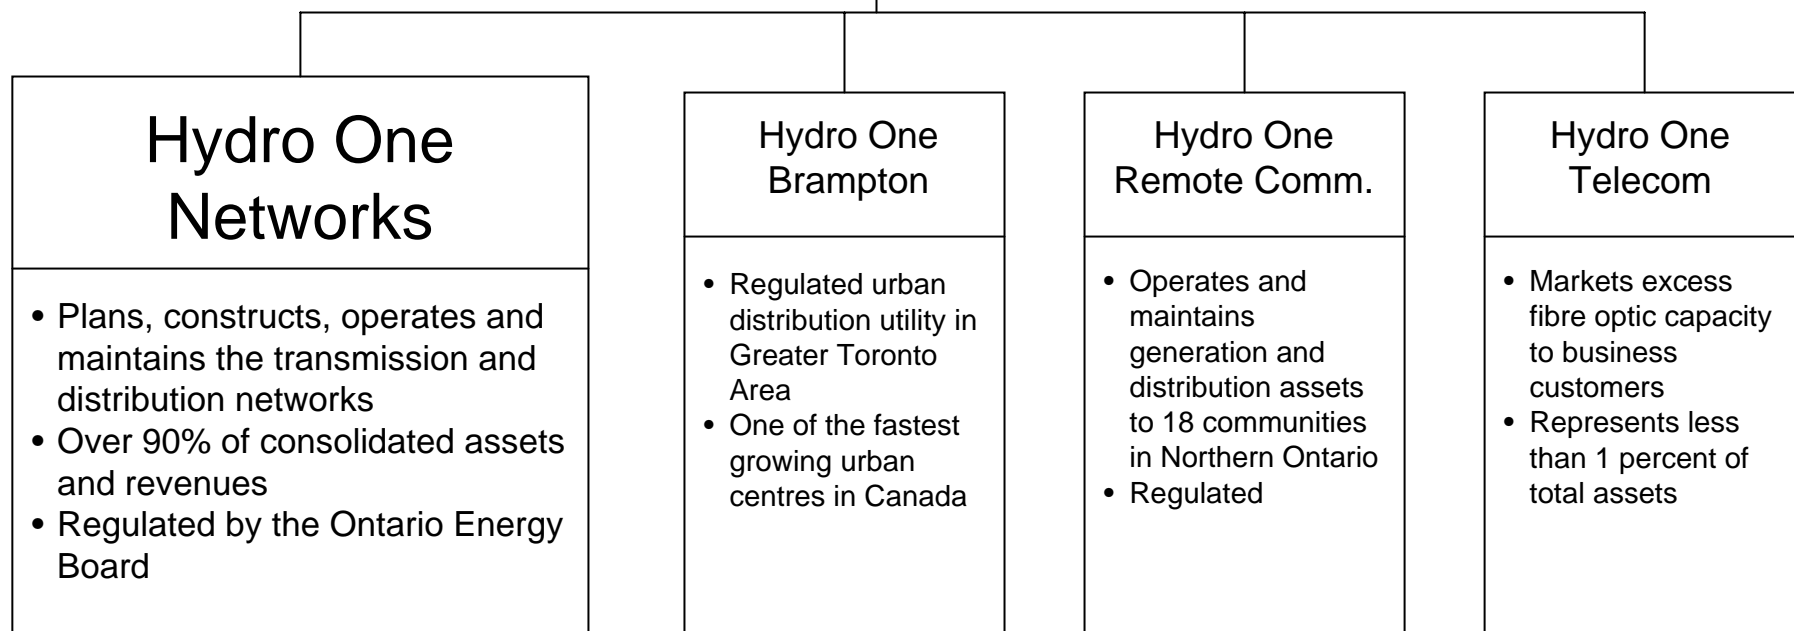 Hydro One
Networks
• Plans, constructs, operates and
maintains the transmission and
distribution networks
• Over 90% of consolidated assets
and revenues
• Regulated by the Ontario Energy
Board
Hydro One
Brampton
• Regulated urban
distribution utility in
Greater Toronto
Area
• One of the fastest
growing urban
centres in Canada
Hydro One
Remote Comm.
• Operates and
maintains
generation and
distribution assets
to 18 communities
in Northern Ontario
• Regulated
Hydro One
Telecom
• Markets excess
fibre optic capacity
to business
customers
• Represents less
than 1 percent of
total assets